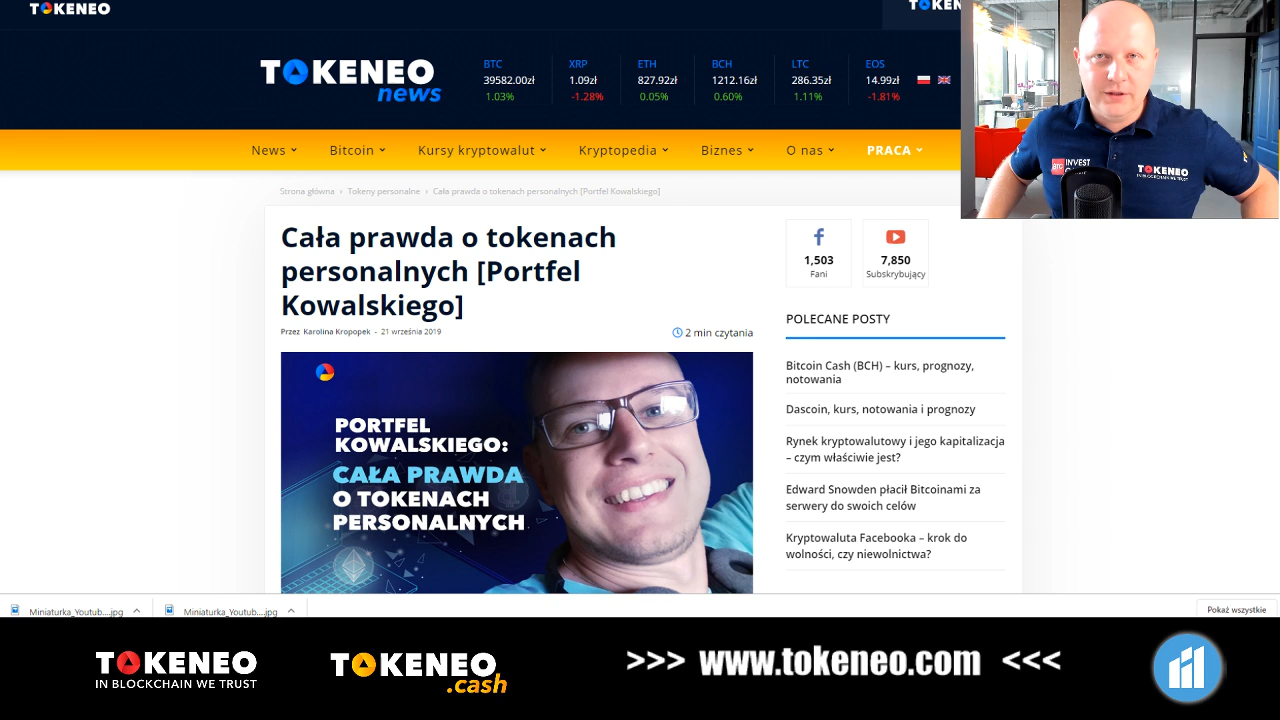 TOKENEO
TOKEN
TOKENEO
news
BTC
39582.00zł
1.03%
XRP
1.09zł
-1.28%
ETH
827.92zł
0.05%
BCH
1212.16zł
0.60%
LTC
286.35zł
1.11%
EOS
14.99zł
-1.81%
News
Bitcoin
Kursy kryptowalut
Kryptopedia
Biznes
O nas
PRACA
INVEST
TOKENEO
IN BLOCKCHAIN WE TRUST
Strona główna › Tokeny personalne › Cała prawda o tokenach personalnych [Portfel Kowalskiego]
Cała prawda o tokenach
personalnych [Portfel
Kowalskiego]
Przez Karolina Kropopek - 21 września 2019
2 min czytania
PORTFEL
KOWALSKIEGO:
CAŁA PRAWDA
O TOKENACH
PERSONALNYCH
1,503
Fani
7,850
Subskrybujący
POLECANE POSTY
Bitcoin Cash (BCH) – kurs, prognozy,
notowania
Dascoin, kurs, notowania i prognozy
Rynek kryptowalutowy i jego kapitalizacja
– czym właściwie jest?
Edward Snowden płacił Bitcoinami za
serwery do swoich celów
Kryptowaluta Facebooka – krok do
wolności, czy niewolnictwa?
Miniaturka_Youtub....jpg
Miniaturka_Youtub....jpg
Pokaż wszystkie
TOKENEO
IN BLOCKCHAIN WE TRUST
TOKENEO
.cash
>>> www.tokeneo.com <<<